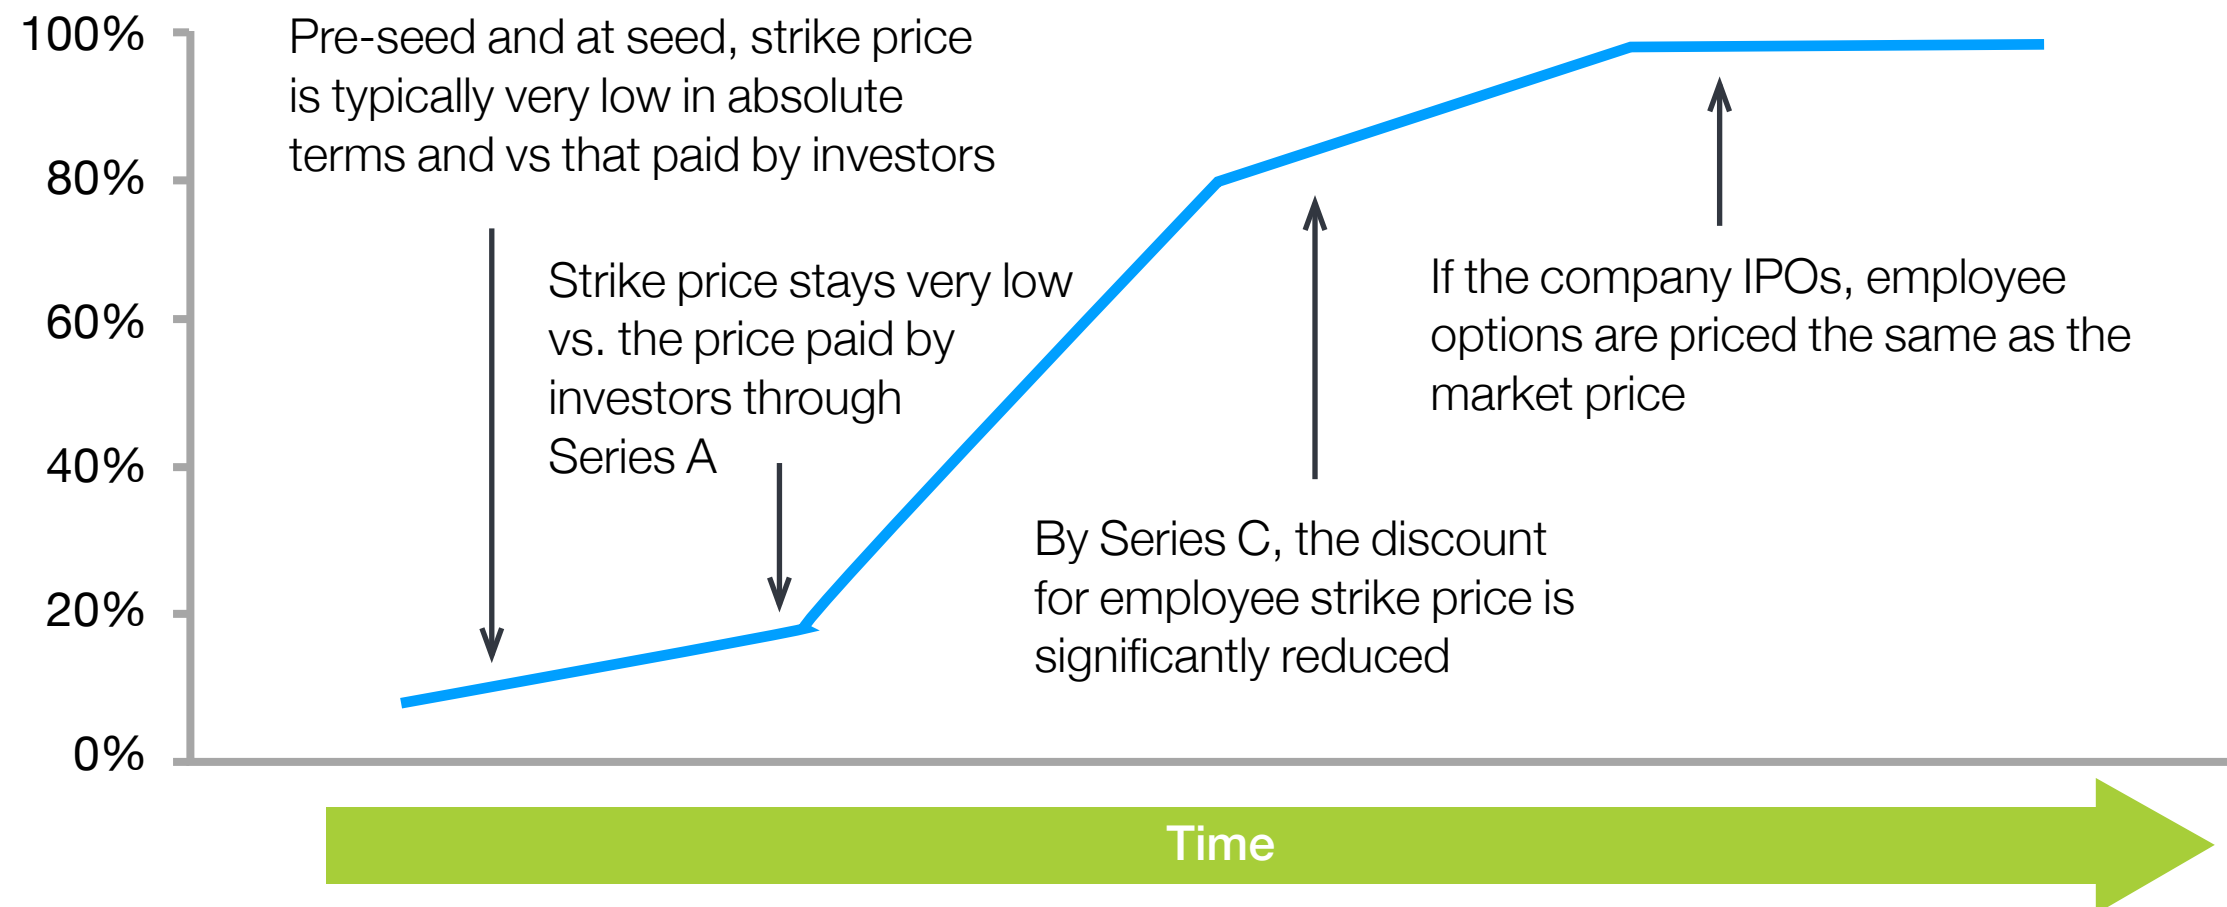 100%
80%
60%
40%
20%
0%
Pre-seed and at seed, strike price
is typically very low in absolute
terms and vs that paid by investors
Strike price stays very low
vs. the price paid by
investors through
Series A
By Series C, the discount
for employee strike price is
significantly reduced
If the company IPOs, employee
options are priced the same as the
market price
Time